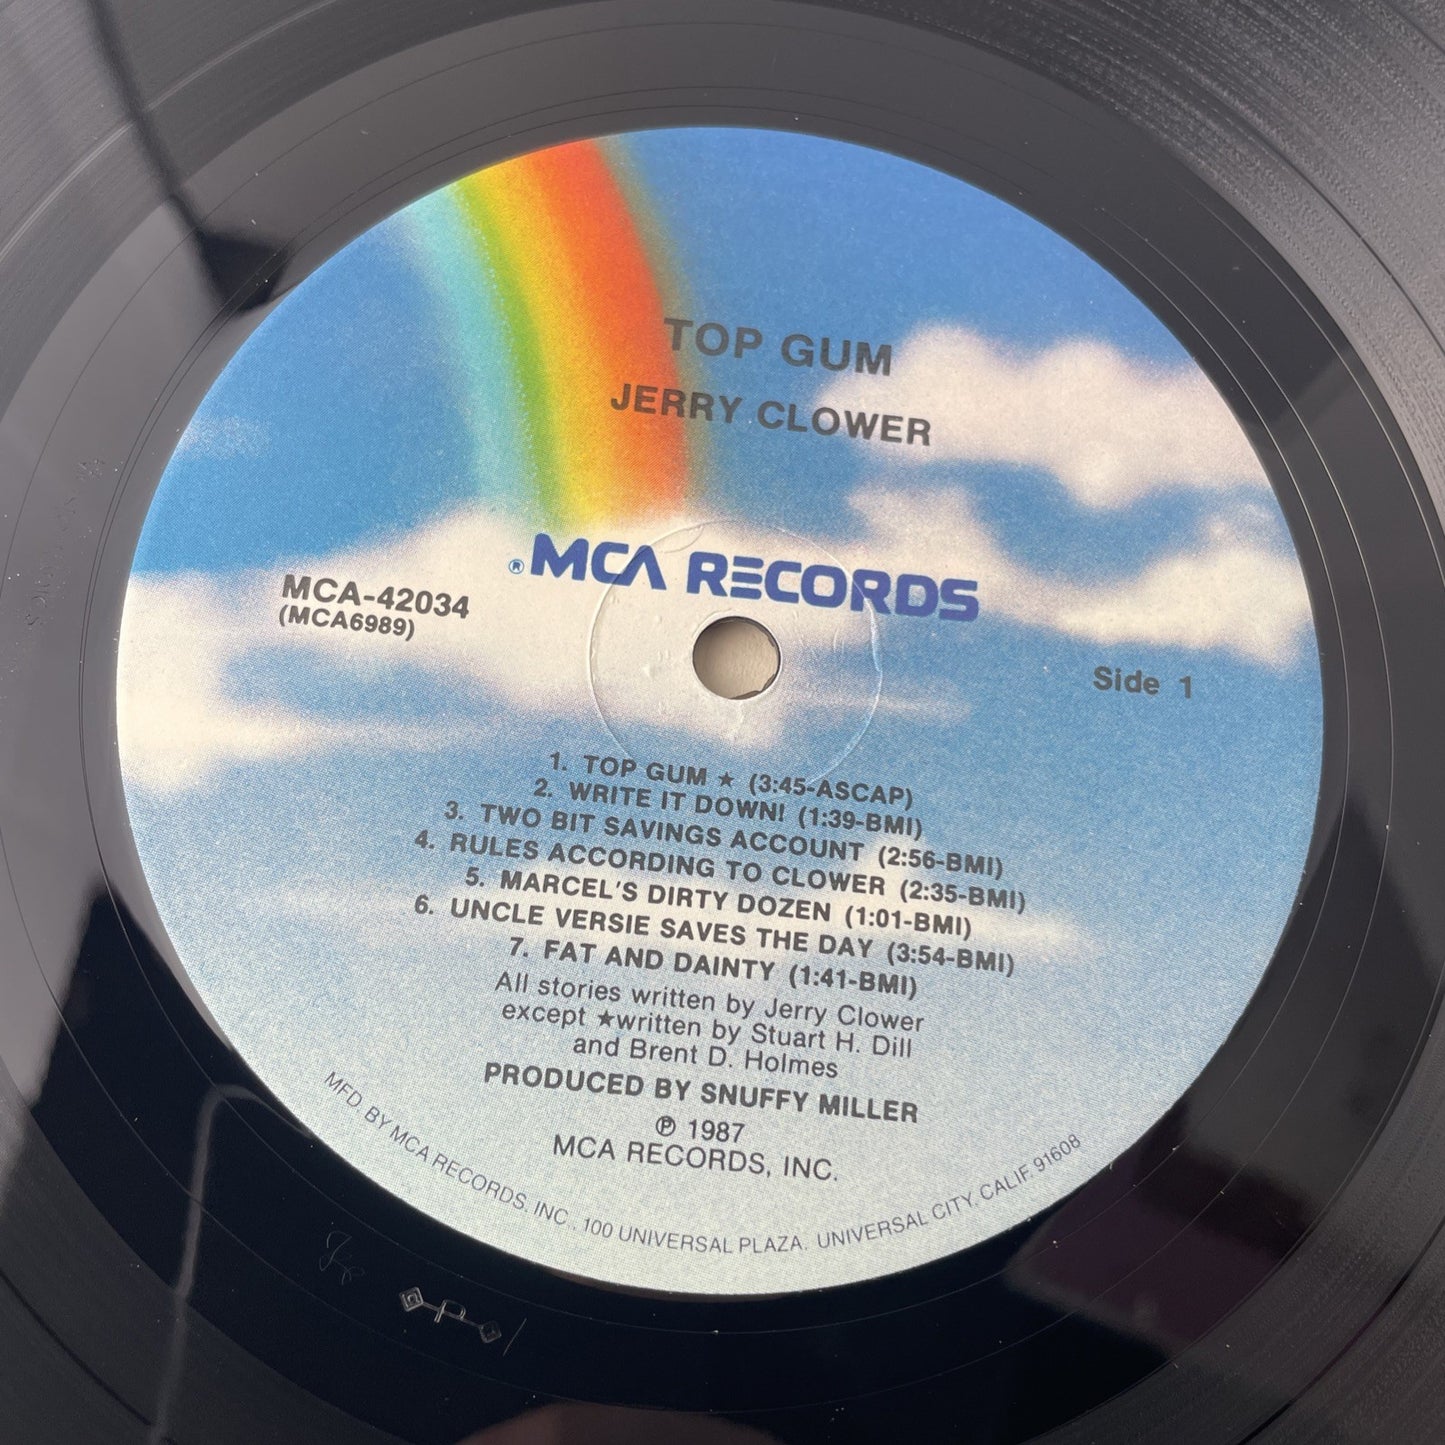 TOP GUM
JERRY CLOWER
® MCA RECORDS
MCA-42034
(MCA6989)
Side 1
1. TOP GUM ★ (3:45-ASCAP)
2. WRITE IT DOWN! (1:39-BMI)
3. TWO BIT SAVINGS ACCOUNT (2:56-BMI)
4. RULES ACCORDING TO CLOWER (2:35-BMI)
5. MARCEL'S DIRTY DOZEN (1:01-BMI)
6. UNCLE VERSIE SAVES THE DAY (3:54-BMI)
7. FAT AND DAINTY (1:41-BMI)
All stories written by Jerry Clower
except ★written by Stuart H. Dill
and Brent D. Holmes
PRODUCED BY SNUFFY MILLER
℗ 1987
MCA RECORDS, INC.
MFD. BY MCA RECORDS, INC. 100 UNIVERSAL PLAZA. UNIVERSAL CITY, CALIF. 91608